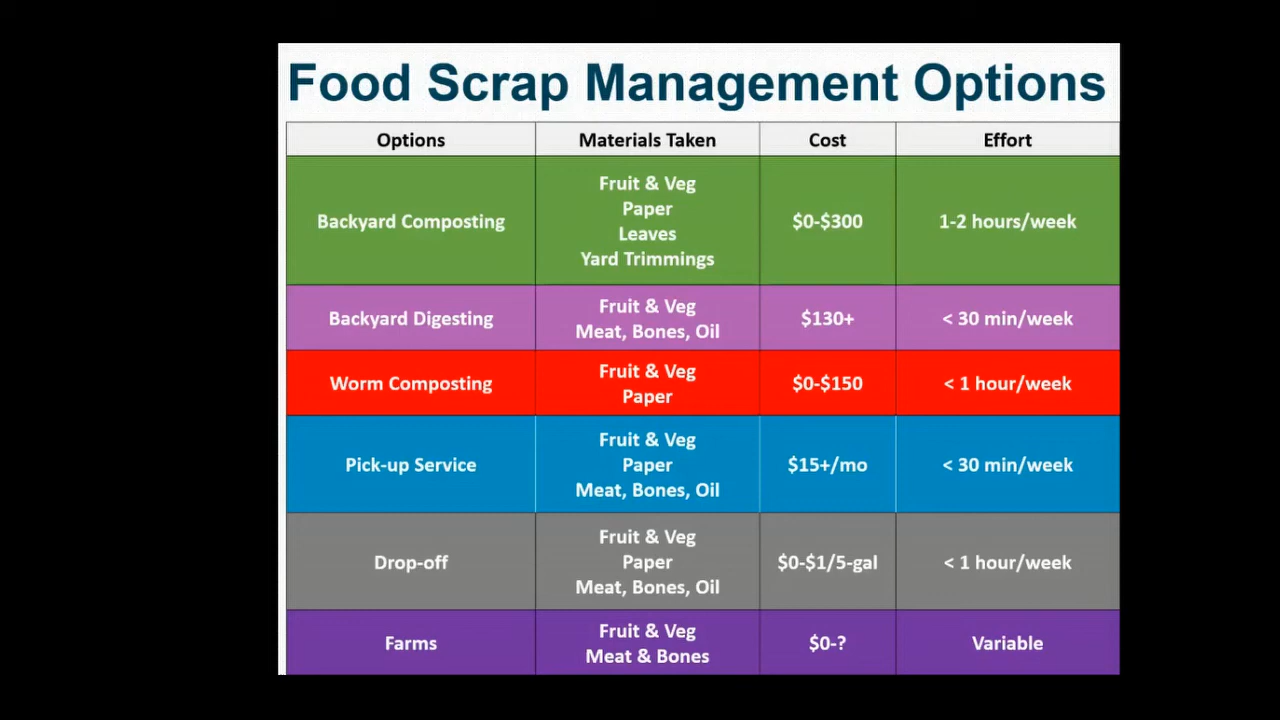 Food Scrap Management Options
Options Materials Taken Cost Effort
Backyard Composting
Fruit & Veg
Paper
Leaves
Yard Trimmings
$0-$300
1-2 hours/week
Backyard Digesting
Fruit & Veg
Meat, Bones, Oil
$130+
< 30 min/week
Worm Composting
Fruit & Veg
Paper
$0-$150
< 1 hour/week
Pick-up Service
Fruit & Veg
Paper
Meat, Bones, Oil
$15+/mo
< 30 min/week
Drop-off
Fruit & Veg
Paper
Meat, Bones, Oil
$0-$1/5-gal
< 1 hour/week
Farms
Fruit & Veg
Meat & Bones
$0-?
Variable